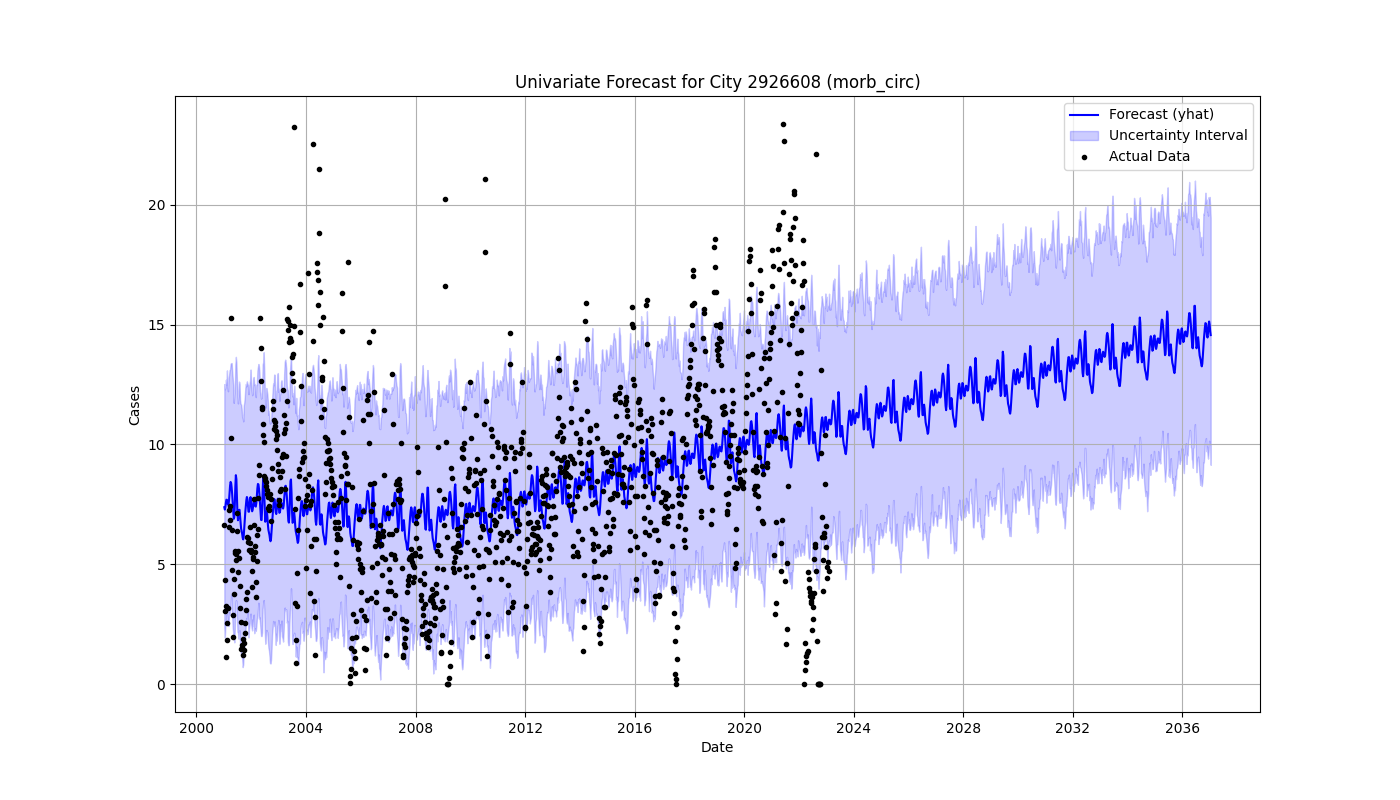 Univariate Forecast for City 2926608 (morb_circ)
Forecast (yhat)
Uncertainty Interval
Actual Data
Cases
20
15
10
5
0
2000 2004 2008 2012 2016 2020 2024 2028 2032 2036
Date